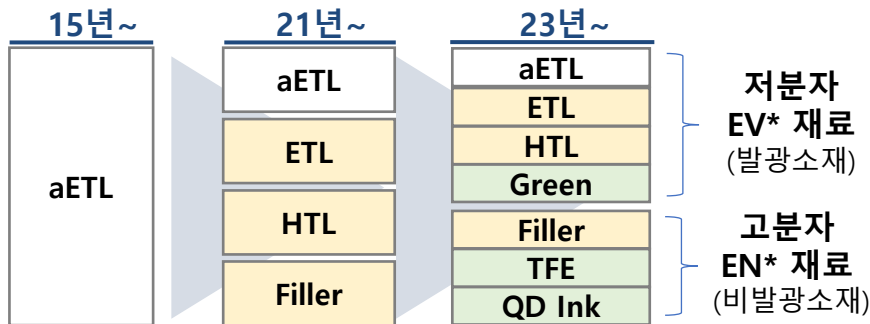 15년~
aETL
21년~
aETL
ETL
HTL
Filler
23년~
aETL
ETL
HTL
Green
Filler
TFE
QD Ink
저분자
EV* 재료
(발광소재)
고분자
EN* 재료
(비발광소재)